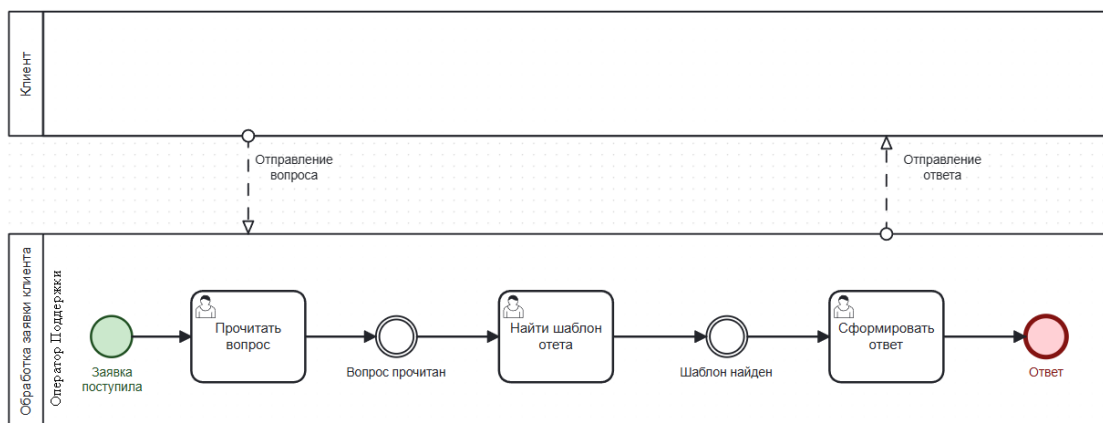 Клиент
Отправление
вопроса
Отправление
ответа
Обработка заявки клиента
Оператор Поддержки
Заявка
поступила
Прочитать
вопрос
Вопрос прочитан
Найти шаблон
отета
Шаблон найден
Сформировать
ответ
Ответ